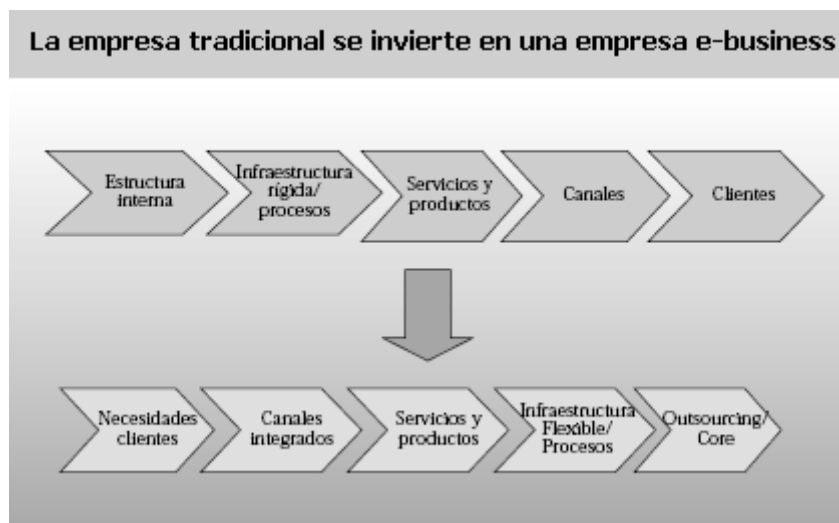 La empresa tradicional se invierte en una empresa e-business
Estructura
interna
Infraestructura
rígida/
procesos
Servicios y
productos
Canales
Clientes
Necesidades
clientes
Canales
integrados
Servicios y
productos
Infraestructura
Flexible/
Procesos
Outsourcing/
Core